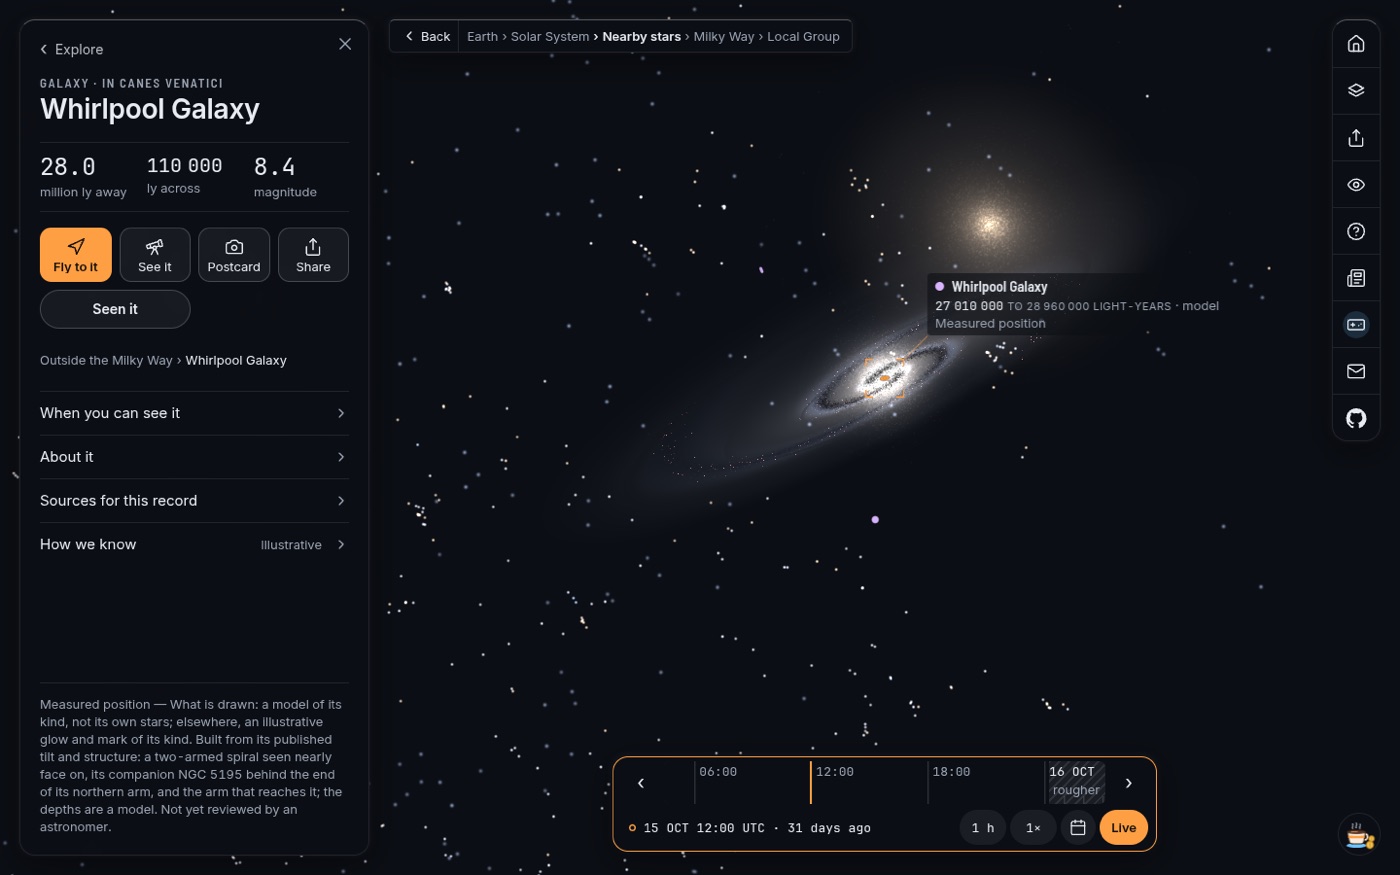 Explore
GALAXY · IN CANES VENATICI
Whirlpool Galaxy
28.0
million ly away
110 000
ly across
8.4
magnitude
Fly to it
See it
Postcard
Share
Seen it
Outside the Milky Way › Whirlpool Galaxy
When you can see it
About it
Sources for this record
How we know
Illustrative
Measured position — What is drawn: a model of its
kind, not its own stars; elsewhere, an illustrative
glow and mark of its kind. Built from its published
tilt and structure: a two-armed spiral seen nearly
face on, its companion NGC 5195 behind the end
of its northern arm, and the arm that reaches it; the
depths are a model. Not yet reviewed by an
astronomer.
Back
Earth › Solar System › Nearby stars › Milky Way › Local Group
Whirlpool Galaxy
27 010 000 TO 28 960 000 LIGHT-YEARS · model
Measured position
06:00
12:00
18:00
16 OCT
rougher
15 OCT 12:00 UTC · 31 days ago
1 h
1×
Live